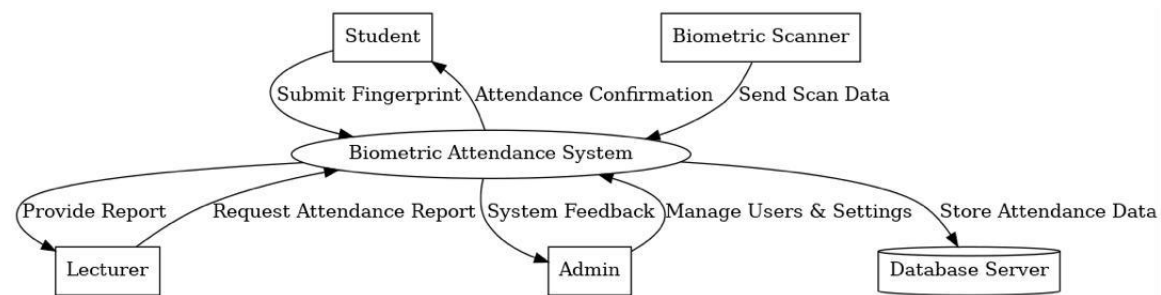 Student
Biometric Scanner
Submit Fingerprint
Attendance Confirmation
Send Scan Data
Biometric Attendance System
Provide Report
Request Attendance Report
System Feedback
Manage Users & Settings
Store Attendance Data
Lecturer
Admin
Database Server